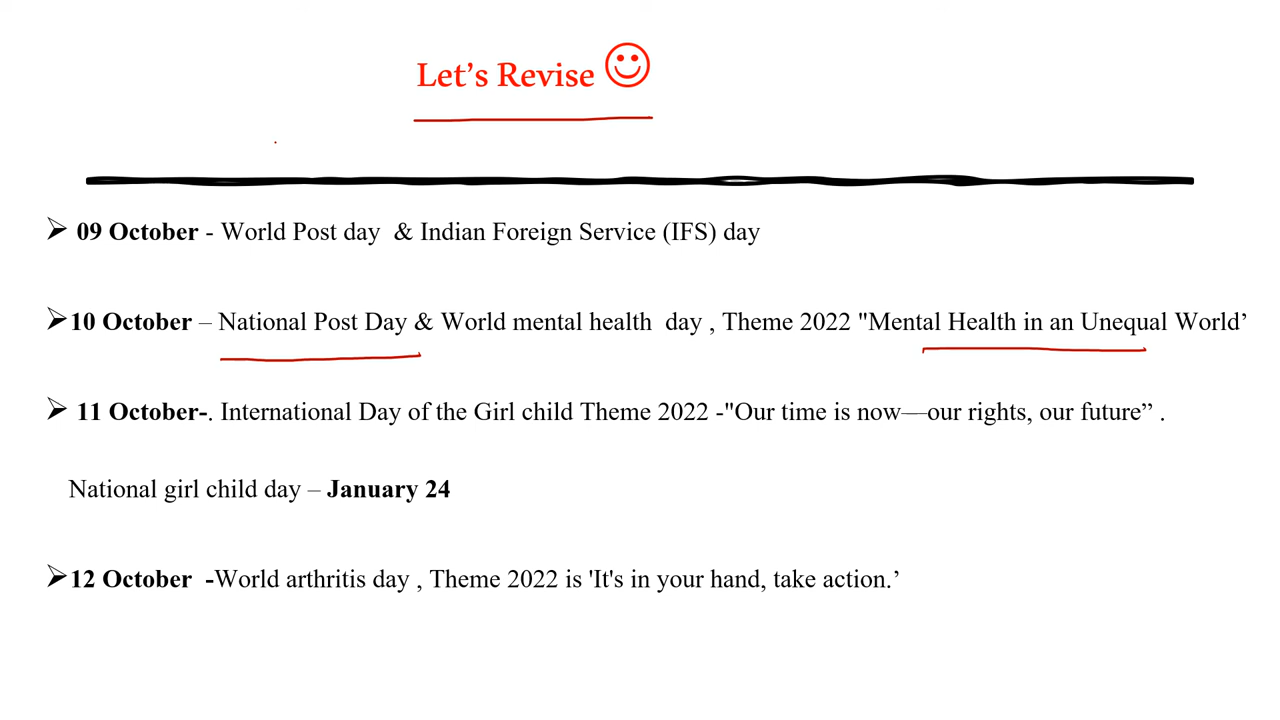 Let's Revise ☺
➢ 09 October - World Post day & Indian Foreign Service (IFS) day
➢10 October – National Post Day & World mental health day , Theme 2022 "Mental Health in an Unequal World’
➢ 11 October-. International Day of the Girl child Theme 2022 -"Our time is now—our rights, our future” .
National girl child day – January 24
➢12 October -World arthritis day , Theme 2022 is 'It's in your hand, take action.’